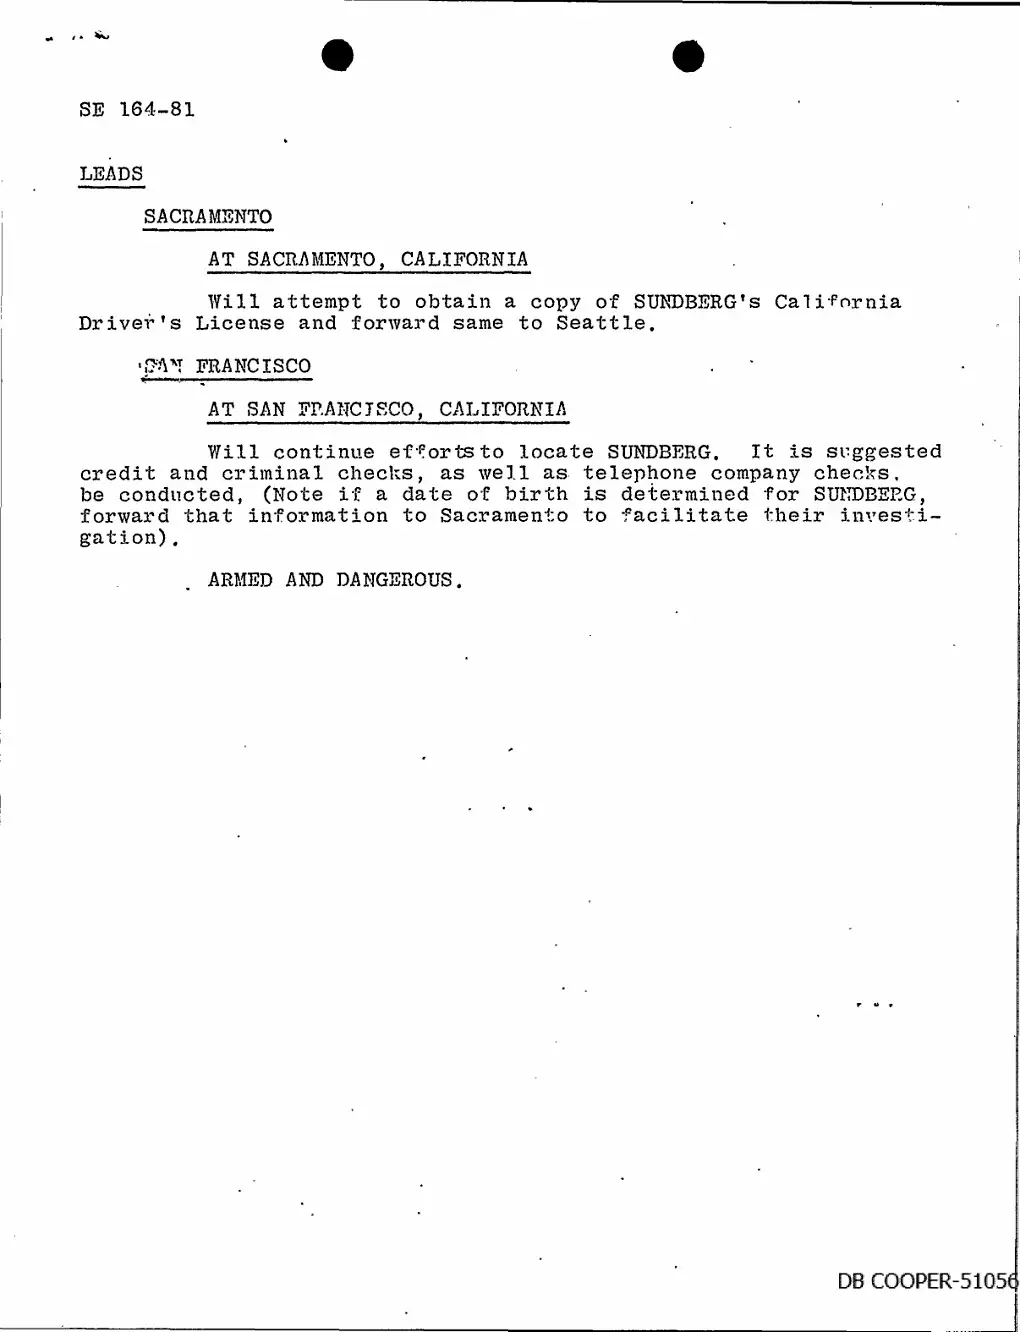 SE 164-81
LEADS
SACRAMENTO
AT SACRAMENTO, CALIFORNIA
Will attempt to obtain a copy of SUNDBERG's California
Driver's License and forward same to Seattle.
SAN FRANCISCO
AT SAN FRANCISCO, CALIFORNIA
Will continue efforts to locate SUNDBERG. It is suggested
credit and criminal checks, as well as telephone company checks,
be conducted, (Note if a date of birth is determined for SUNDBERG,
forward that information to Sacramento to facilitate their investi-
gation).
ARMED AND DANGEROUS.
DB COOPER-51056